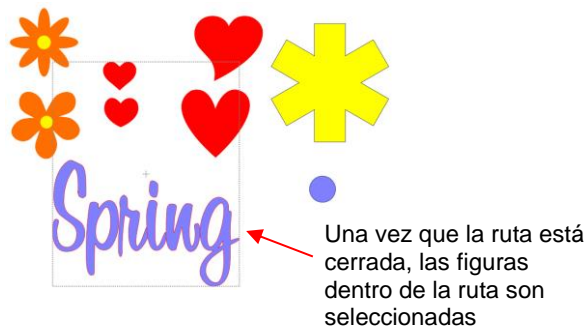 Spring
Una vez que la ruta está
cerrada, las figuras
dentro de la ruta son
seleccionadas